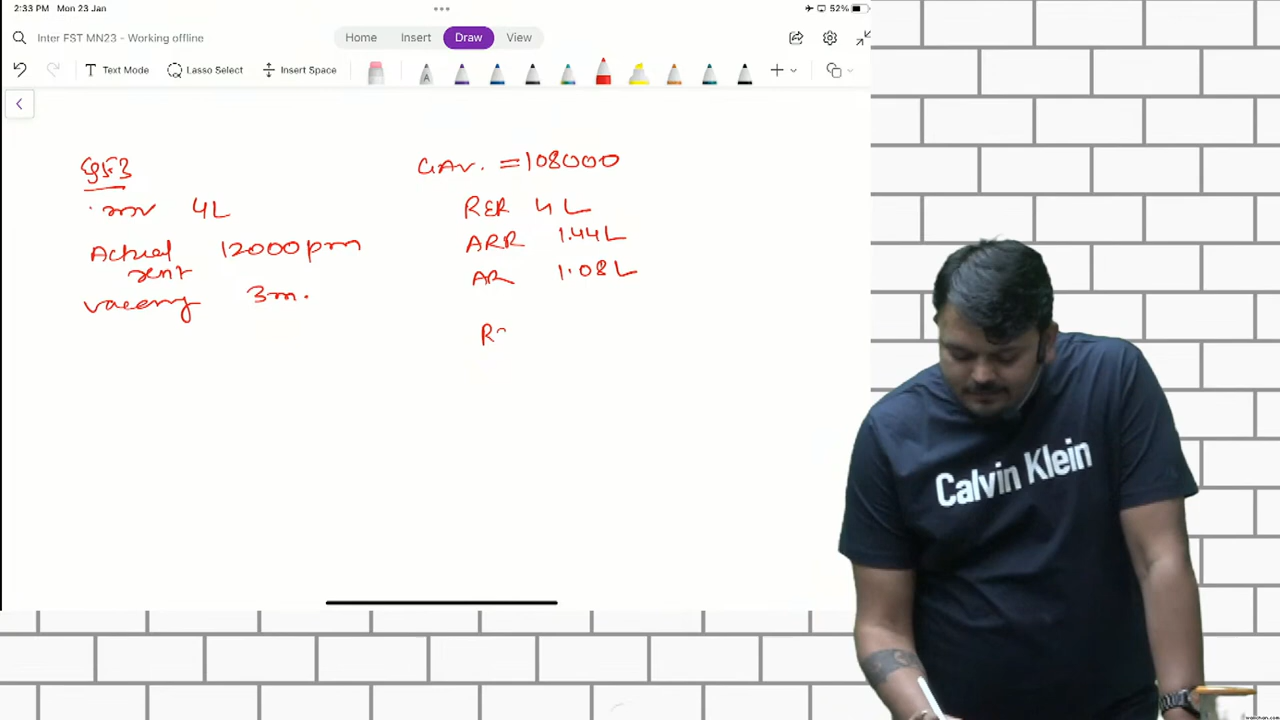 2:33 PM Mon 23 Jan
52%
Inter FST MN23 - Working offline
Home Insert Draw View
Text Mode Lasso Select Insert Space
A
4L
Actual 12000 pm
rent
3m.
GAV. = 108000
RER 4L
ARR 1.44L
AR 1.08L
R
Calvin Klein